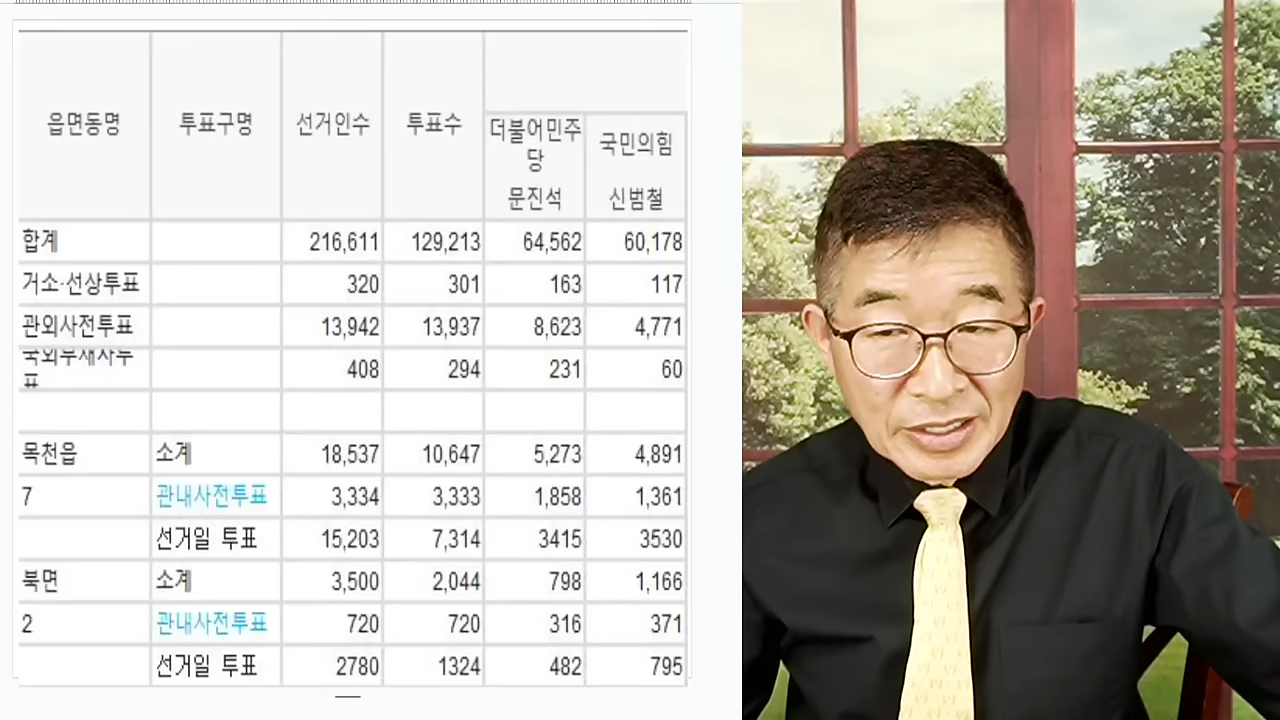 읍면동명 투표구명 선거인수 투표수 더불어민주 국민의힘
당
문진석 신범철
합계 216,611 129,213 64,562 60,178
거소·선상투표 320 301 163 117
관외사전투표 13,942 13,937 8,623 4,771
408 294 231 60
표
목천읍 소계 18,537 10,647 5,273 4,891
7 관내사전투표 3,334 3,333 1,858 1,361
선거일 투표 15,203 7,314 3415 3530
북면 소계 3,500 2,044 798 1,166
2 관내사전투표 720 720 316 371
선거일 투표 2780 1324 482 795